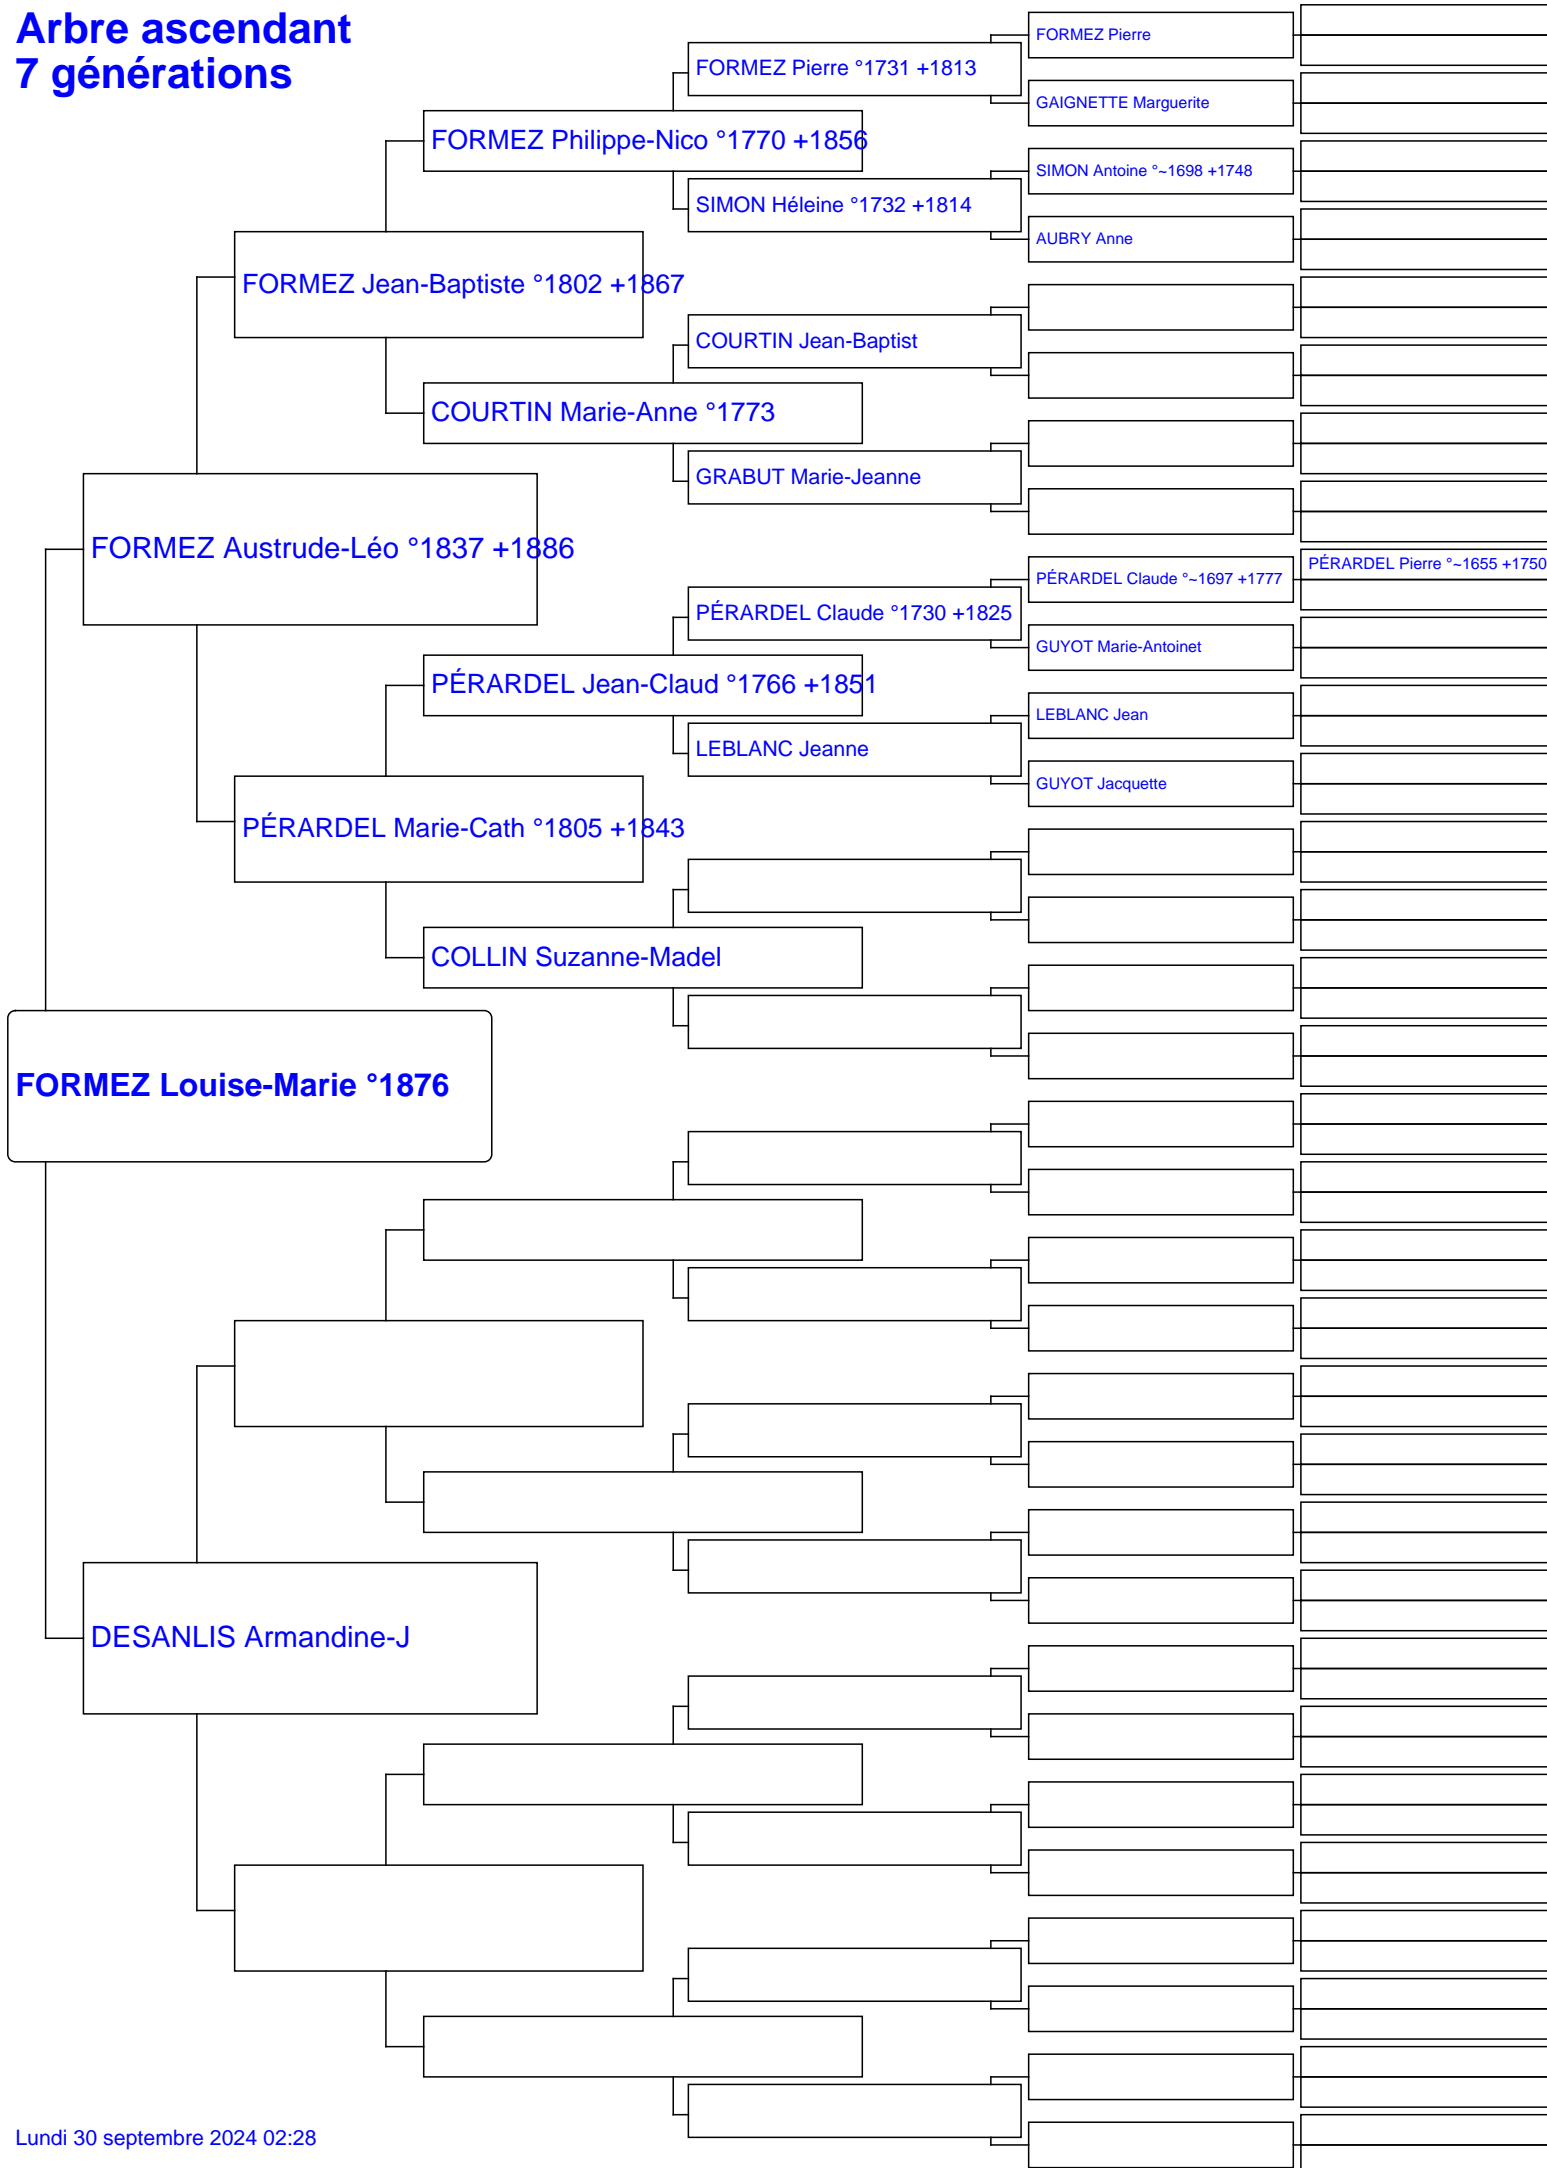 Arbre ascendant
7 générations
FORMEZ Pierre
FORMEZ Pierre °1731 +1813
GAIGNETTE Marguerite
FORMEZ Philippe-Nico °1770 +1856
SIMON Antoine °~1698 +1748
SIMON Héleine °1732 +1814
AUBRY Anne
FORMEZ Jean-Baptiste °1802 +1867
COURTIN Jean-Baptist
COURTIN Marie-Anne °1773
GRABUT Marie-Jeanne
FORMEZ Austrude-Léo °1837 +1886
PÉRARDEL Pierre °~1655 +1750
PÉRARDEL Claude °~1697 +1777
PÉRARDEL Claude °1730 +1825
GUYOT Marie-Antoinet
PÉRARDEL Jean-Claud °1766 +1851
LEBLANC Jean
LEBLANC Jeanne
GUYOT Jacquette
PÉRARDEL Marie-Cath °1805 +1843
COLLIN Suzanne-Madel
FORMEZ Louise-Marie °1876
DESANLIS Armandine-J
Lundi 30 septembre 2024 02:28